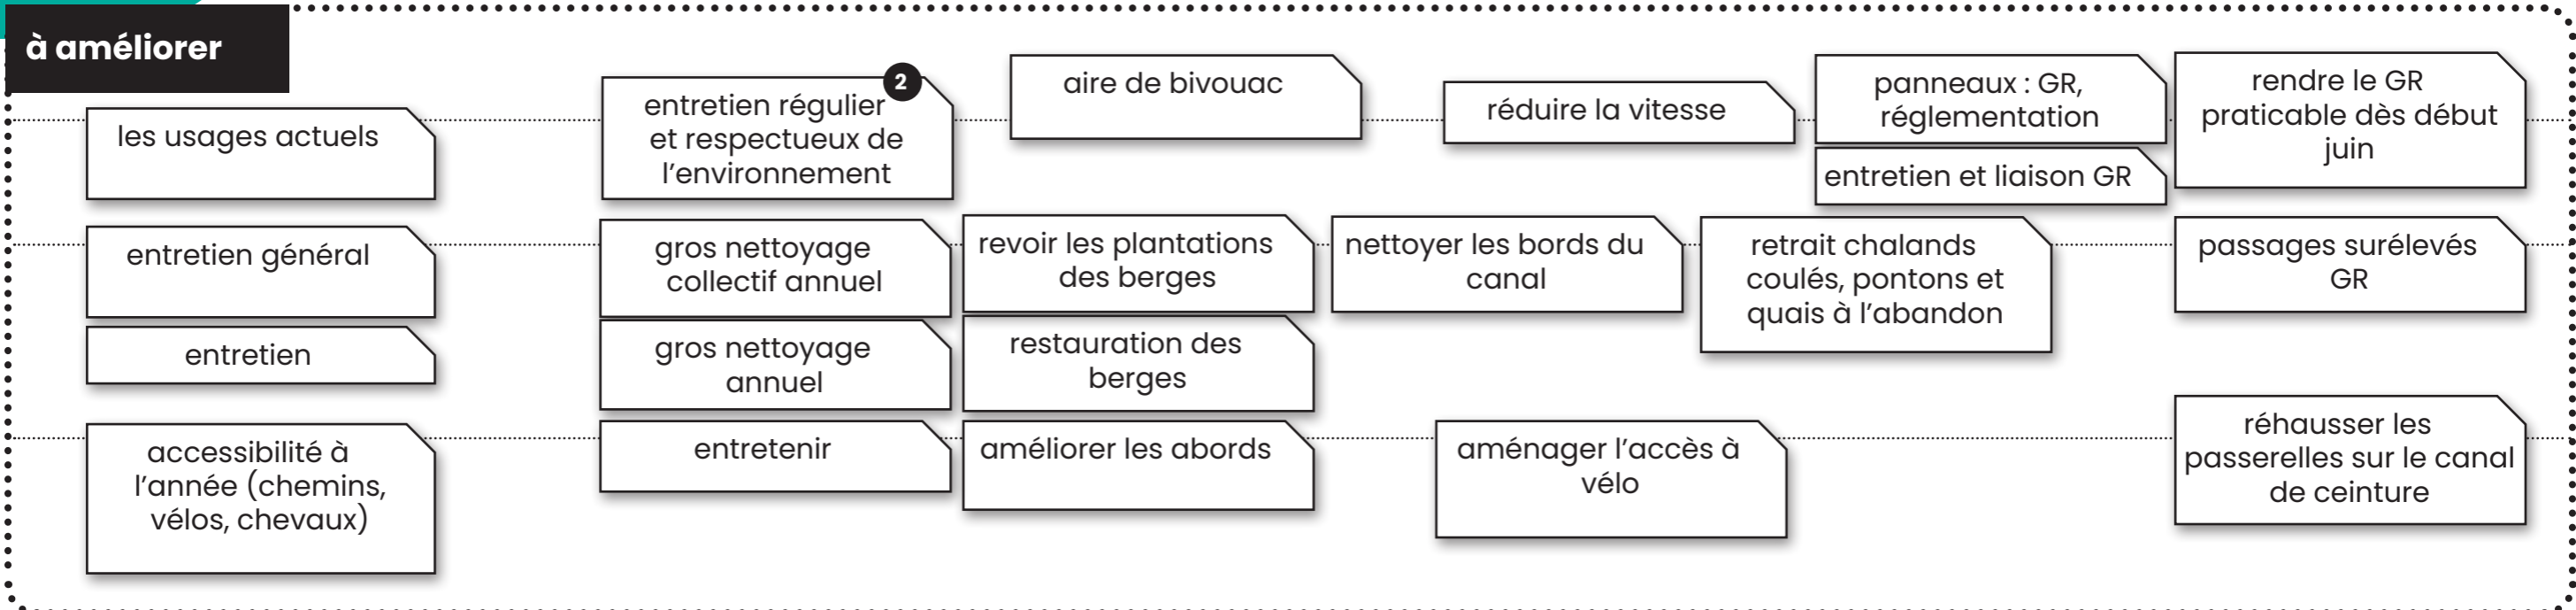 à améliorer
les usages actuels
2
entretien régulier
et respectueux de
l’environnement
aire de bivouac
réduire la vitesse
panneaux : GR,
réglementation
entretien et liaison GR
rendre le GR
praticable dès début
juin
entretien général
entretien
gros nettoyage
collectif annuel
gros nettoyage
annuel
revoir les plantations
des berges
restauration des
berges
nettoyer les bords du
canal
retrait chalands
coulés, pontons et
quais à l’abandon
passages surélevés
GR
accessibilité à
l’année (chemins,
vélos, chevaux)
entretenir
améliorer les abords
aménager l’accès à
vélo
réhausser les
passerelles sur le canal
de ceinture